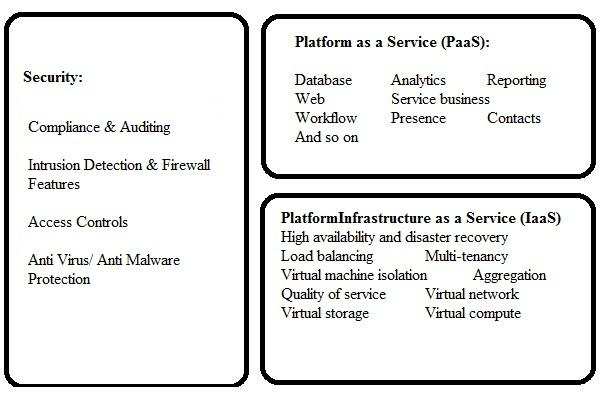 Security:
Compliance & Auditing
Intrusion Detection & Firewall
Features
Access Controls
Anti Virus/ Anti Malware
Protection
Platform as a Service (PaaS):
Database Analytics Reporting
Web Service business
Workflow Presence Contacts
And so on
PlatformInfrastructure as a Service (IaaS)
High availability and disaster recovery
Load balancing Multi-tenancy
Virtual machine isolation Aggregation
Quality of service Virtual network
Virtual storage Virtual compute